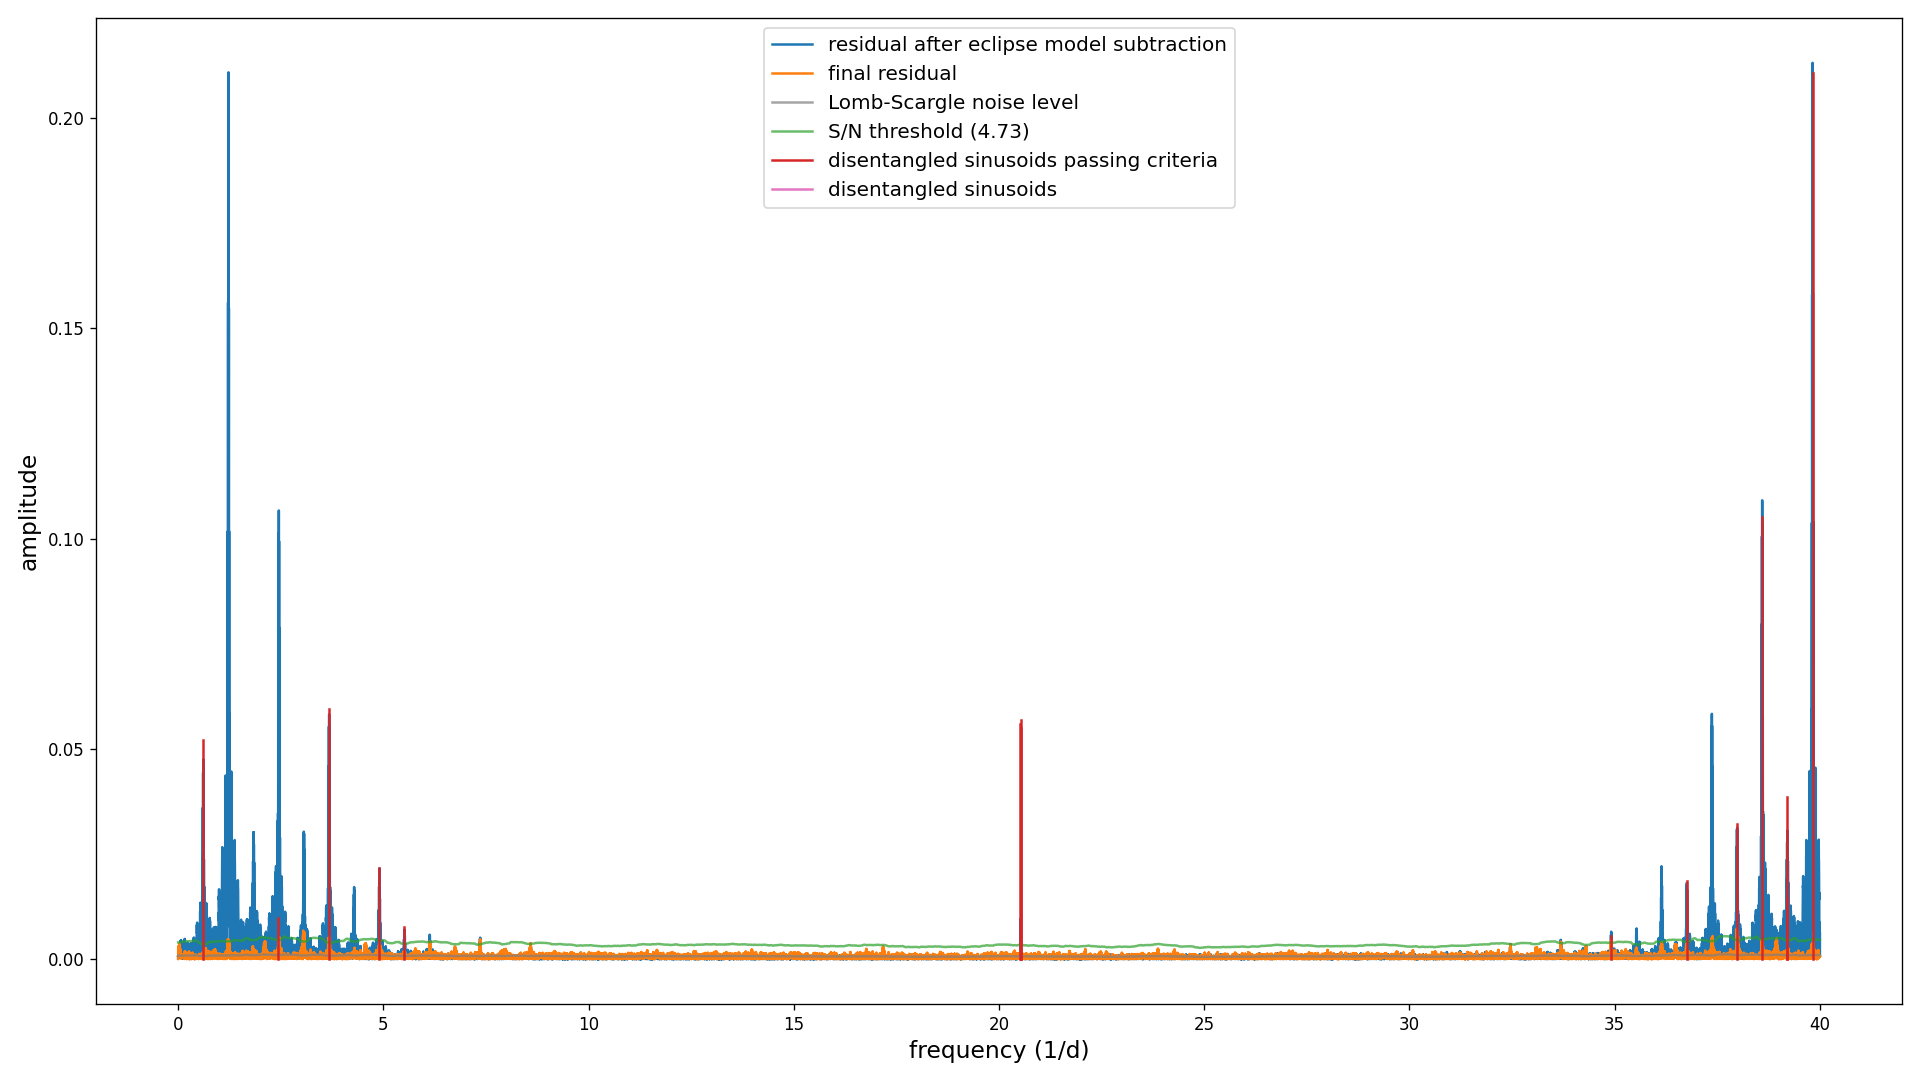 residual after eclipse model subtraction
final residual
Lomb-Scargle noise level
S/N threshold (4.73)
disentangled sinusoids passing criteria
disentangled sinusoids
0.20
0.15
0.10
0.05
0.00
amplitude
0 5 10 15 20 25 30 35 40
frequency (1/d)